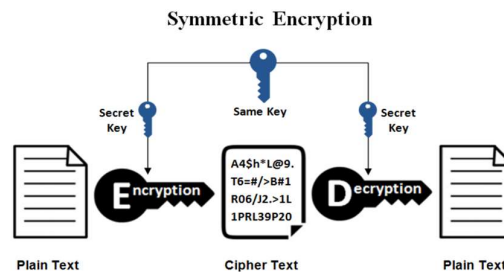 Symmetric Encryption
Secret
Key
Same Key
Secret
Key
A4$h*L@9.
T6=#/>B#1
R06/J2.>1L
1PRL39P20
Encryption
Decryption
Plain Text
Cipher Text
Plain Text